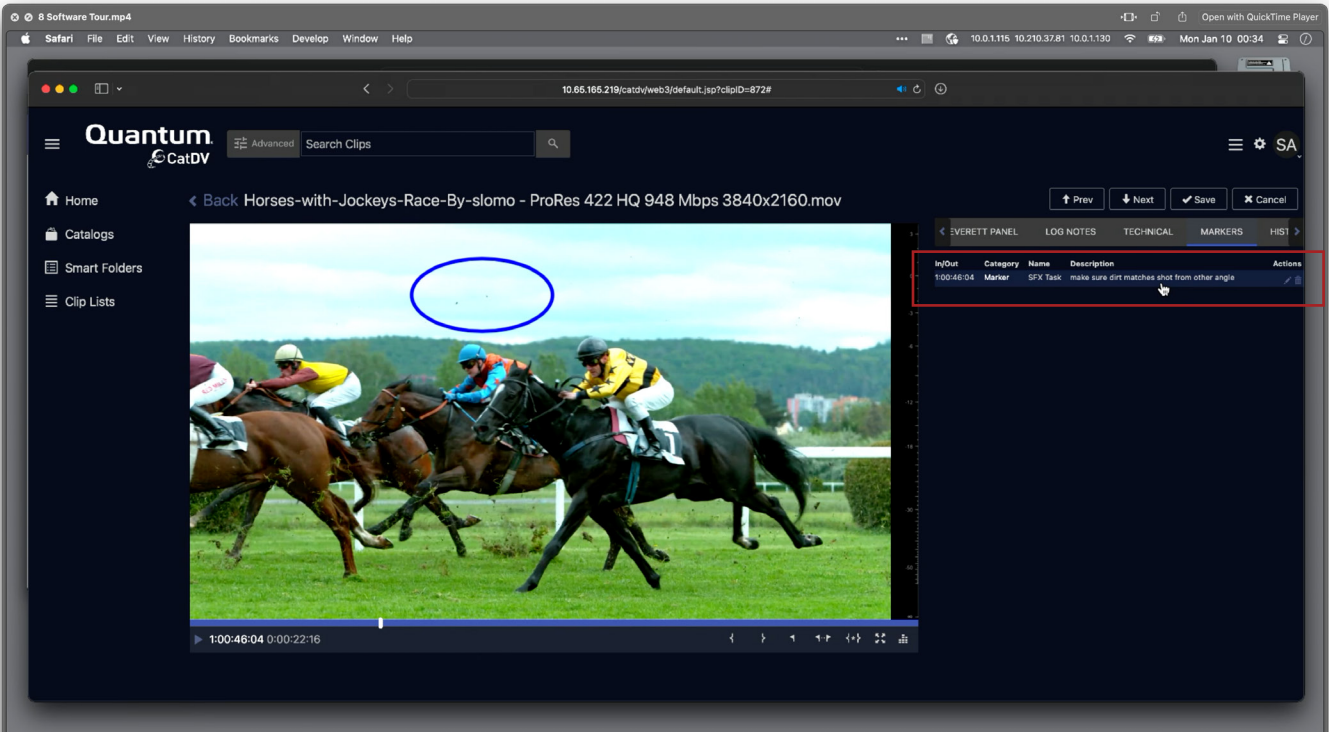 8 Software Tour.mp4
Open with QuickTime Player
Safari File Edit View History Bookmarks Develop Window Help
10.0.1.115 10.210.37.81 10.0.1.130
Mon Jan 10 00:34
10.65.165.219/catdv/web3/default.jsp?clipID=872#
Quantum
CatDV
Advanced
Search Clips
SA
Home
Catalogs
Smart Folders
Clip Lists
Back Horses-with-Jockeys-Race-By-slomo - ProRes 422 HQ 948 Mbps 3840x2160.mov
Prev
Next
Save
Cancel
EVERETT PANEL LOG NOTES TECHNICAL MARKERS HIST
In/Out Category Name Description Actions
1:00:46:04 Marker SFX Task make sure dirt matches shot from other angle
1
1:00:46:04 0:00:22:16